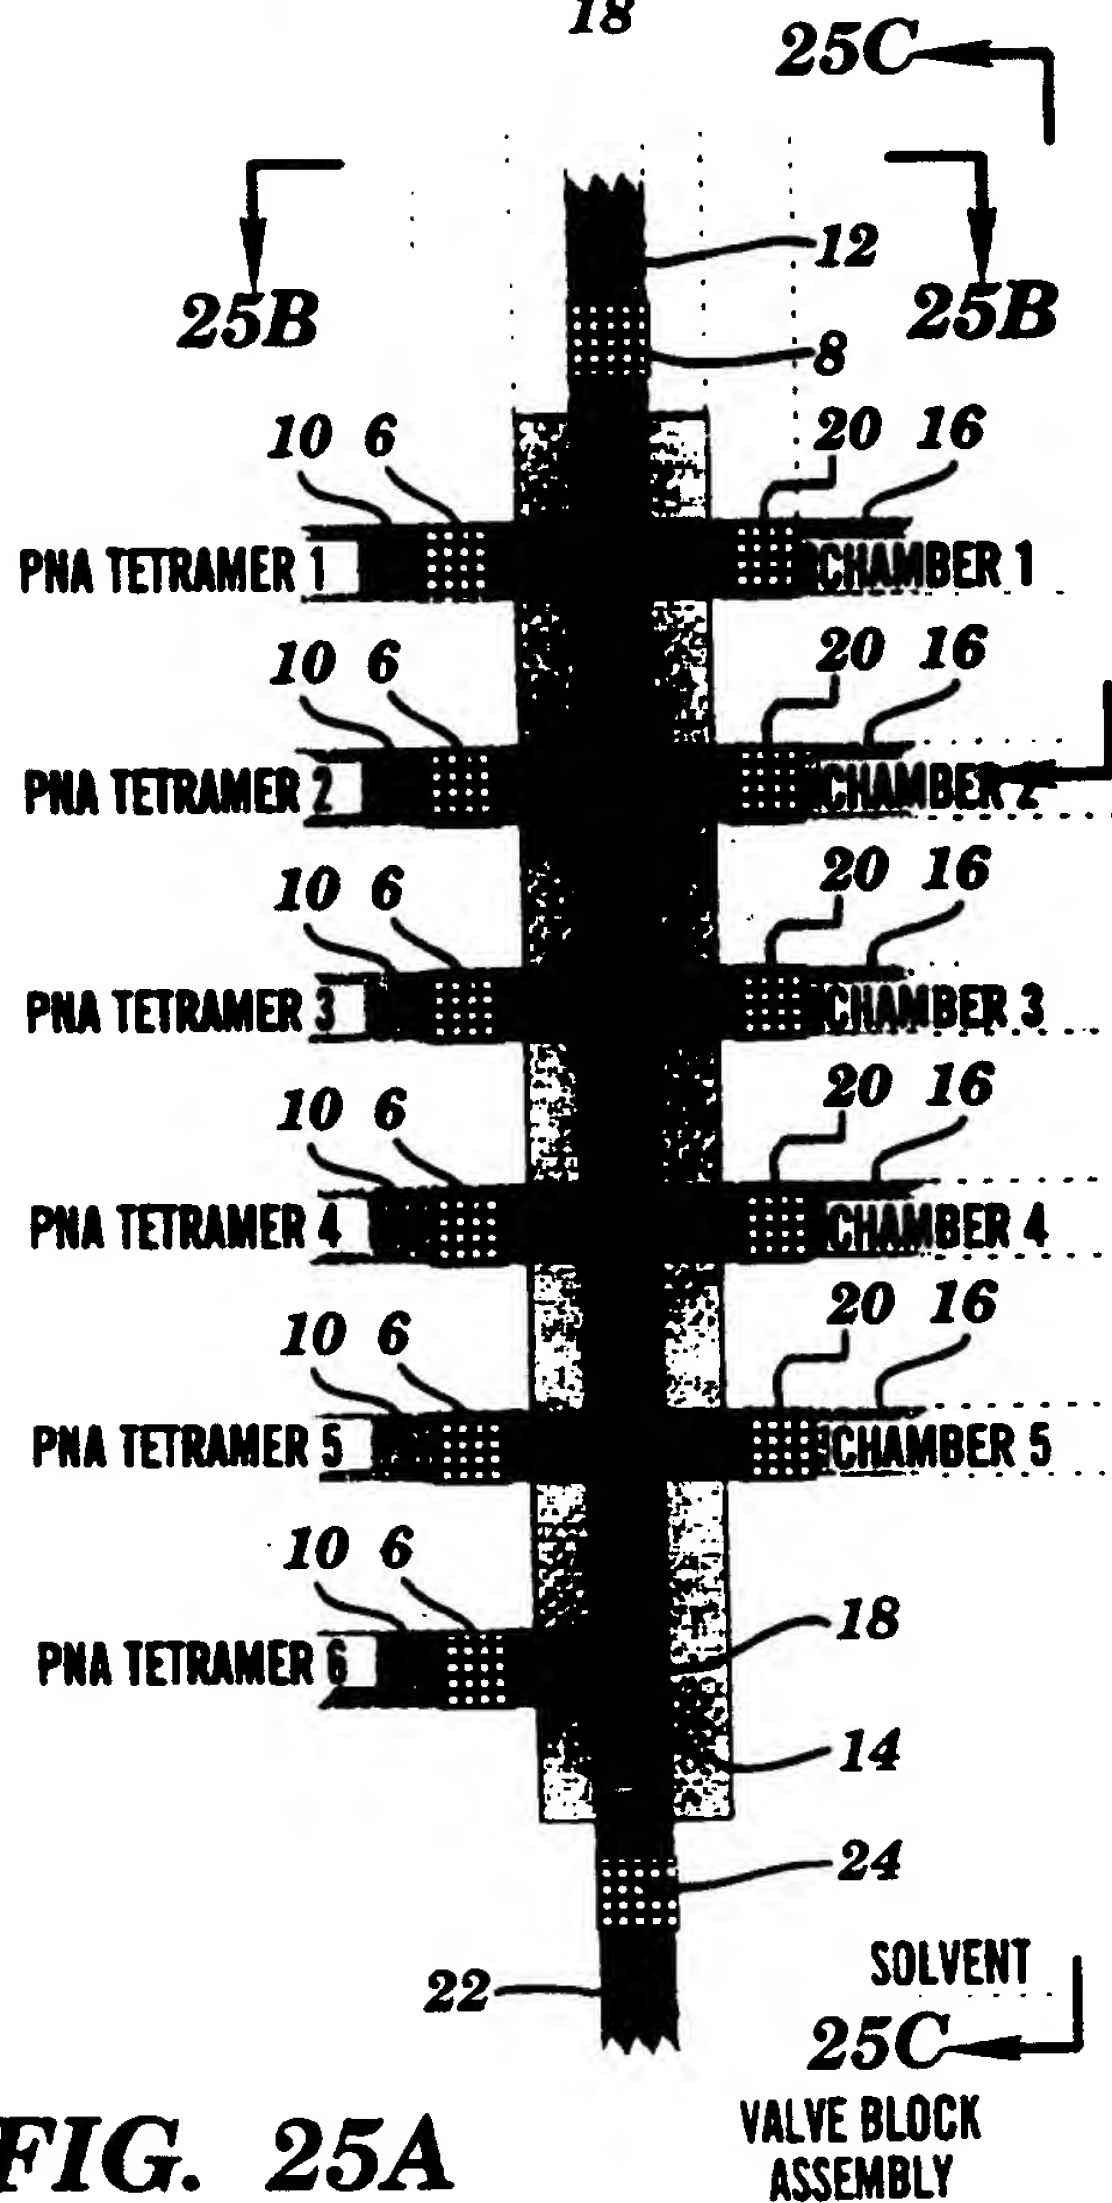 18
25C
25B 25B
12
8
10 6 20 16
PNA TETRAMER 1 CHAMBER 1
10 6 20 16
PNA TETRAMER 2 CHAMBER 2
10 6 20 16
PNA TETRAMER 3 CHAMBER 3
10 6 20 16
PNA TETRAMER 4 CHAMBER 4
10 6 20 16
PNA TETRAMER 5 CHAMBER 5
10 6
18
PNA TETRAMER 6
14
24
SOLVENT
22
25C
FIG. 25A
VALVE BLOCK
ASSEMBLY